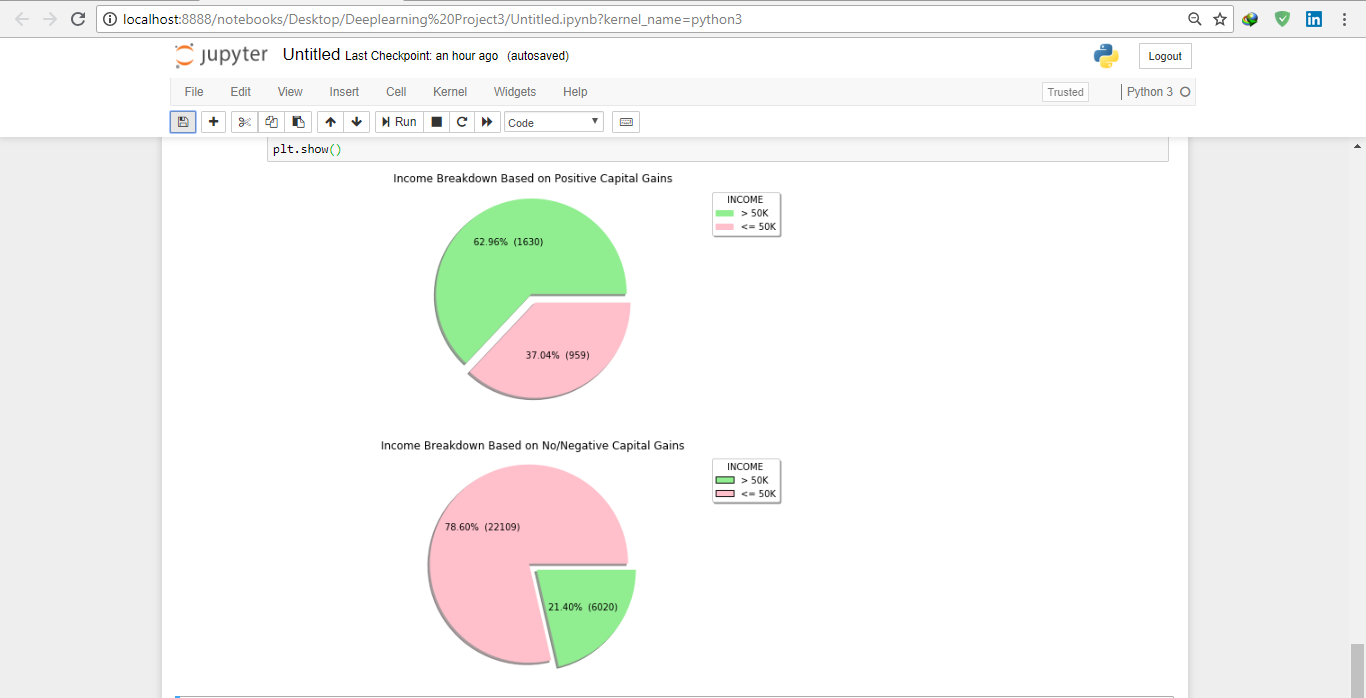 localhost:8888/notebooks/Desktop/Deeplearning%20Project3/Untitled.ipynb?kernel_name=python3
jupyter Untitled Last Checkpoint: an hour ago (autosaved) Logout
File Edit View Insert Cell Kernel Widgets Help Trusted Python 3
Run Code
plt.show()
Income Breakdown Based on Positive Capital Gains
INCOME
> 50K
<= 50K
62.96% (1630)
37.04% (959)
Income Breakdown Based on No/Negative Capital Gains
INCOME
> 50K
<= 50K
78.60% (22109)
21.40% (6020)